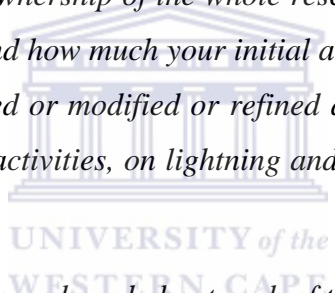 wnership of the whole rese
nd how much your initial a
ed or modified or refined
activities, on lightning and
UNIVERSITY of the
WESTERN CAPE